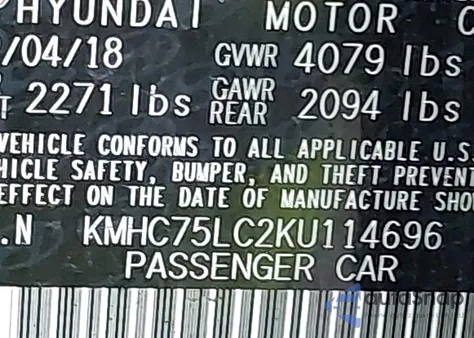 HYUNDAI MOTOR C
/04/18 GVWR 4079 lbs
T 2271 lbs GAWR REAR 2094 lbs
VEHICLE CONFORMS TO ALL APPLICABLE U.S.
HICLE SAFETY, BUMPER, AND THEFT PREVENT
EFFECT ON THE DATE OF MANUFACTURE SHO
.N KMHC75LC2KU114696
PASSENGER CAR
autosnap